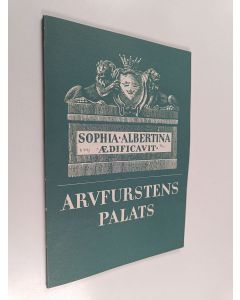 SOPHIA·ALBERTINA
ÆDIFICAVIT·
ARVFURSTENS
PALATS